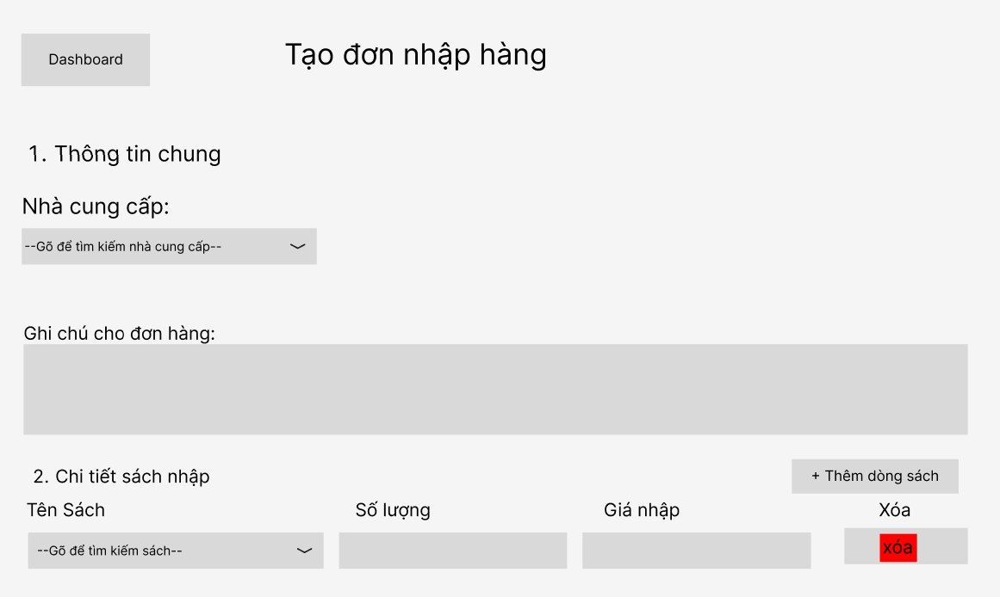 Dashboard
Tạo đơn nhập hàng
1. Thông tin chung
Nhà cung cấp:
--Gõ để tìm kiếm nhà cung cấp--
Ghi chú cho đơn hàng:
2. Chi tiết sách nhập
+ Thêm dòng sách
Tên Sách Số lượng Giá nhập Xóa
--Gõ để tìm kiếm sách-- xóa